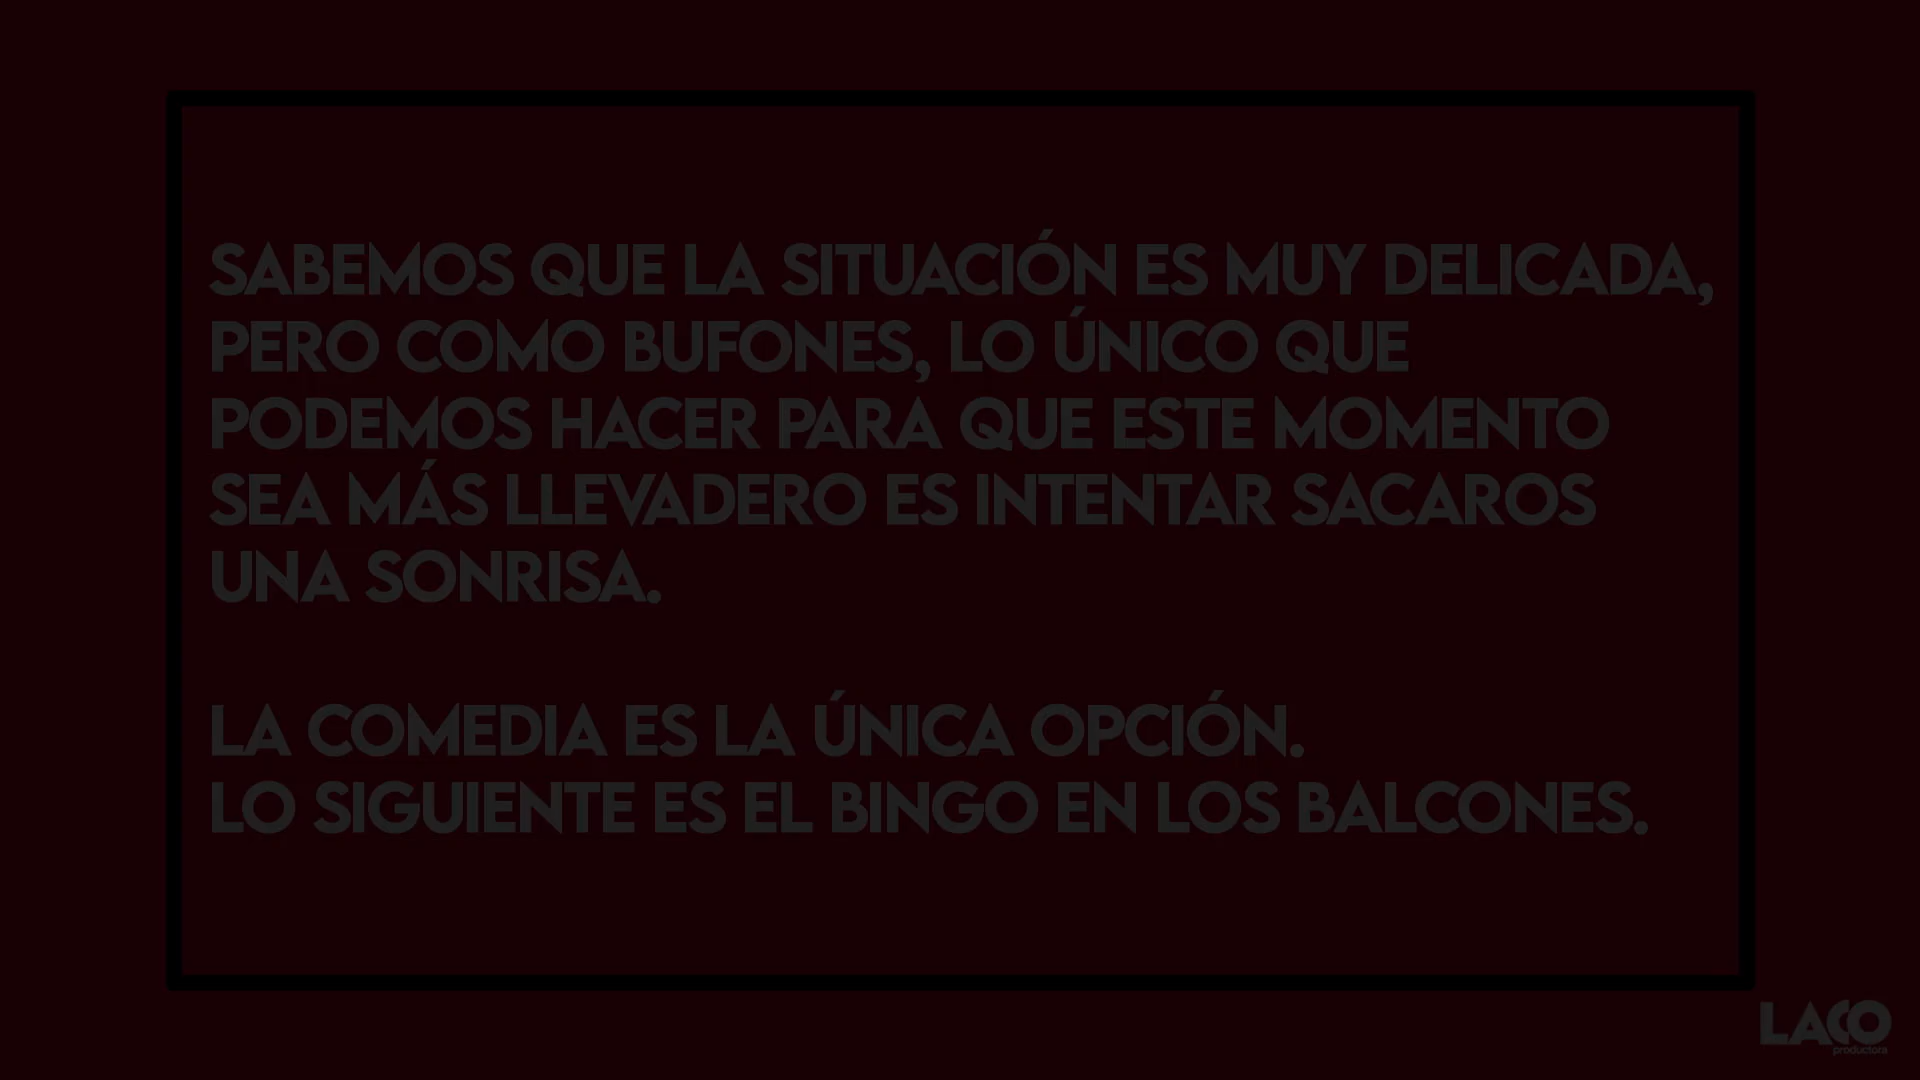 SABEMOS QUE LA SITUACIÓN ES MUY DELICADA,
PERO COMO BUFONES, LO ÚNICO QUE
PODEMOS HACER PARA QUE ESTE MOMENTO
SEA MÁS LLEVADERO ES INTENTAR SACAROS
UNA SONRISA.
LA COMEDIA ES LA ÚNICA OPCIÓN.
LO SIGUIENTE ES EL BINGO EN LOS BALCONES.
LACO
productora